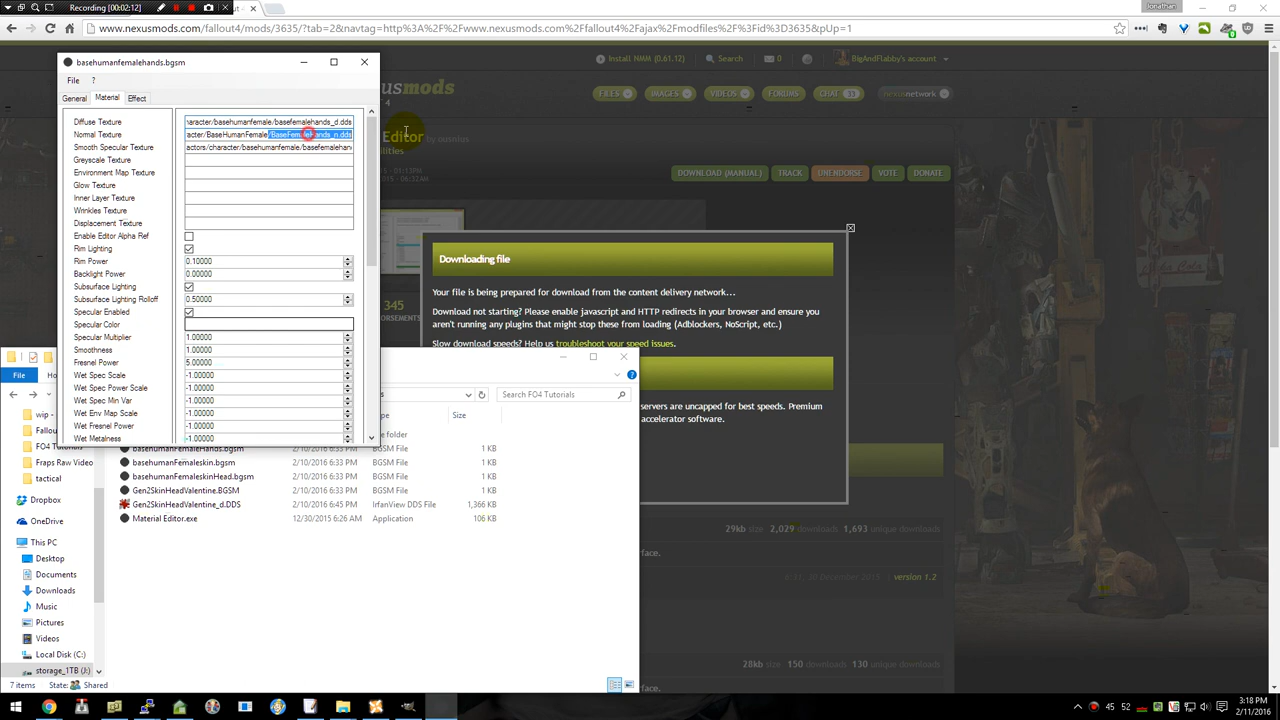 Recording [00:02:12]
Jonathan
www.nexusmods.com/fallout4/mods/3635/?tab=2&navtag=http%3A%2F%2Fwww.nexusmods.com%2Ffallout4%2Fajax%2Fmodfiles%2F%3Fid%3D3635&pUp=1
basehumanfemalehands.bgsm
File ?
General Material Effect
Install NMM (0.61.12) Search 0 BigAndFlabby's account
usmods
FILES IMAGES VIDEOS FORUMS CHAT 33 nexusnetwork
Editor by ousnius
DOWNLOAD (MANUAL) TRACK UNENDORSE VOTE DONATE
Diffuse Texture
Normal Texture
Smooth Specular Texture
Greyscale Texture
Environment Map Texture
Glow Texture
Inner Layer Texture
Wrinkles Texture
Displacement Texture
Enable Editor Alpha Ref
Rim Lighting
Rim Power 0.10000
Backlight Power 0.00000
Subsurface Lighting
Subsurface Lighting Rolloff 0.50000
Specular Enabled
Specular Color
Specular Multiplier 1.00000
Smoothness 1.00000
Fresnel Power 5.00000
Wet Spec Scale -1.00000
Wet Spec Power Scale -1.00000
Wet Spec Min Var -1.00000
Wet Env Map Scale -1.00000
Wet Fresnel Power -1.00000
Wet Metalness -1.00000
Downloading file
Your file is being prepared for download from the content delivery network...
Download not starting? Please enable javascript and HTTP redirects in your browser and ensure you aren't running any plugins that might stop these from loading (Adblockers, NoScript, etc.)
Slow download speeds? Help us troubleshoot your speed issues.
servers are uncapped for best speeds. Premium
accelerator software.
345
File
Search FO4 Tutorials
Size
basehumanFemaleHands.bgsm 2/10/2016 6:33 PM BGSM File 1 KB
basehumanFemaleskin.bgsm 2/10/2016 6:33 PM BGSM File 1 KB
basehumanFemaleskinHead.bgsm 2/10/2016 6:33 PM BGSM File 1 KB
Gen2SkinHeadValentine.BGSM 2/10/2016 6:33 PM BGSM File 1 KB
Gen2SkinHeadValentine_d.DDS 2/10/2016 6:45 PM IrfanView DDS File 1,366 KB
Material Editor.exe 12/30/2015 6:26 AM Application 106 KB
wip
FO4 Tutorials
Fraps Raw Video
tactical
Dropbox
OneDrive
This PC
Desktop
Documents
Downloads
Music
Pictures
Videos
Local Disk (C:)
storage_1TB (J:)
7 items State: Shared
29kb size 2,029 downloads 1,693 unique downloads
version 1.2
28kb size 150 downloads 130 unique downloads
45 52
3:18 PM
2/11/2016